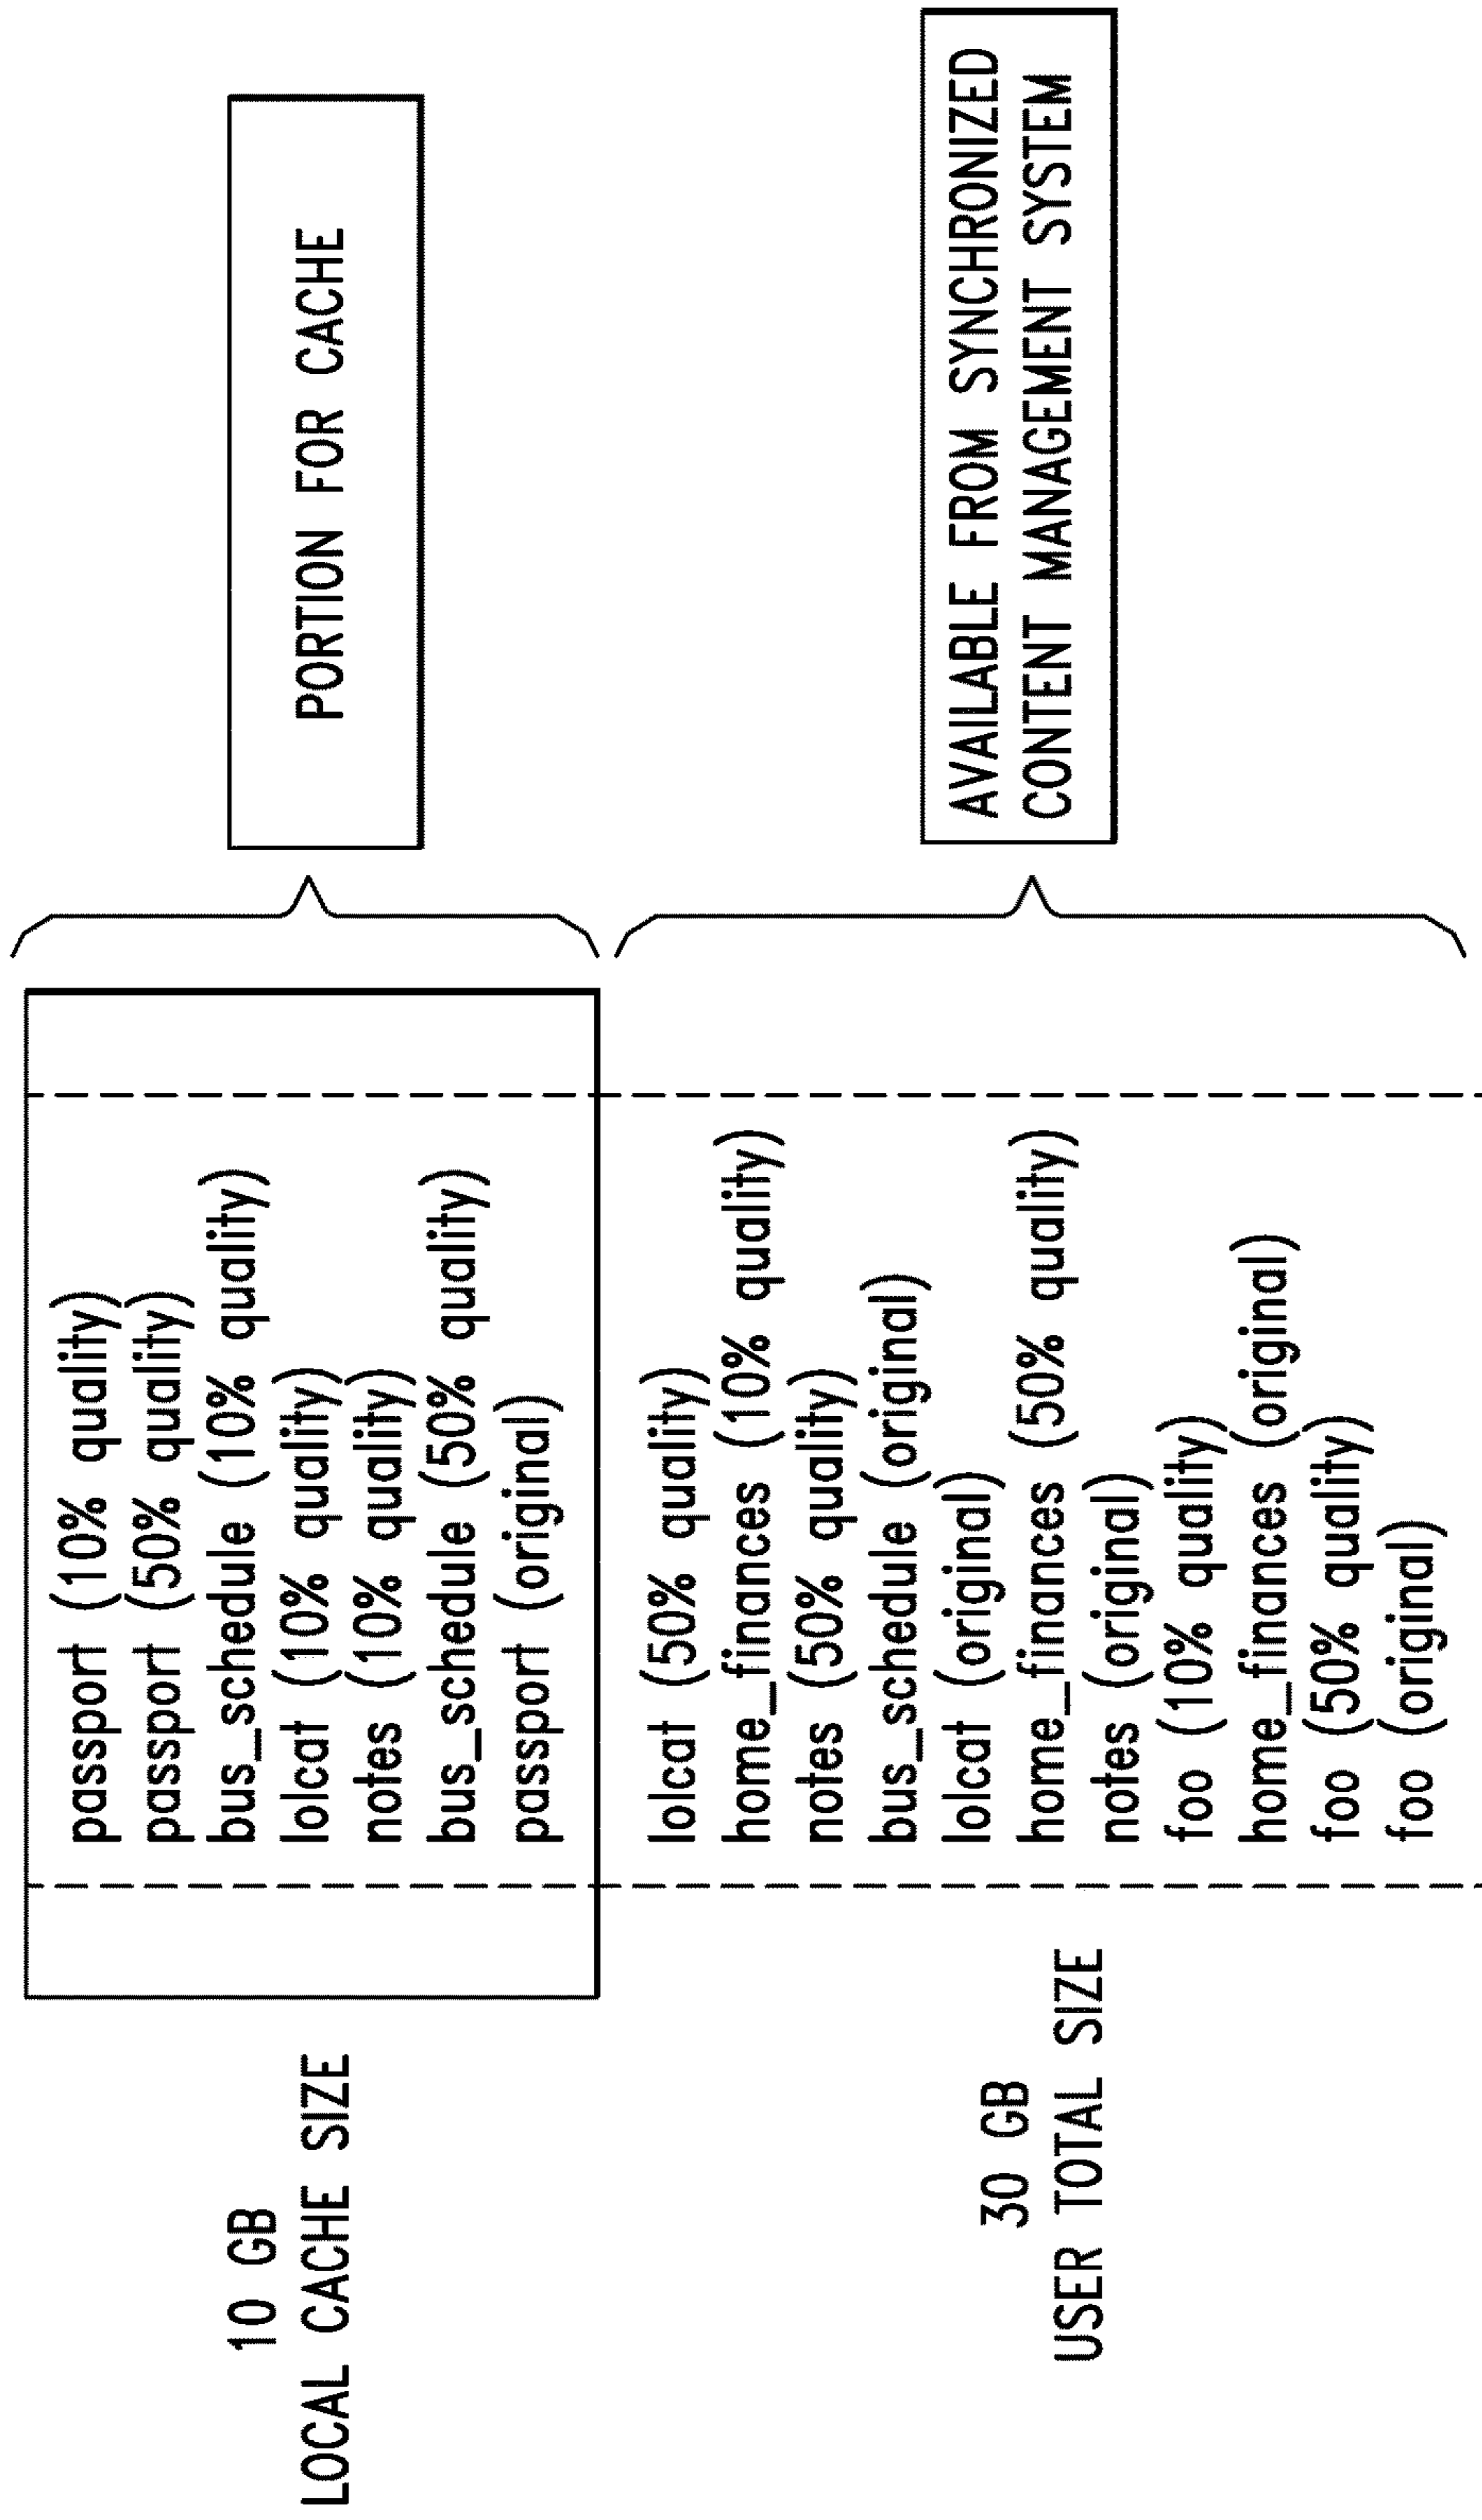 10 GB
LOCAL CACHE SIZE
passport (10% quality)
passport (50% quality)
bus_schedule (10% quality)
lolcat (10% quality)
notes (10% quality)
bus_schedule (50% quality)
passport (original)
PORTION FOR CACHE
30 GB
USER TOTAL SIZE
lolcat (50% quality)
home_finances (10% quality)
notes (50% quality)
bus_schedule (original)
lolcat (original)
home_finances (50% quality)
notes (original)
foo (10% quality)
home_finances (original)
foo (50% quality)
foo (original)
AVAILABLE FROM SYNCHRONIZED
CONTENT MANAGEMENT SYSTEM